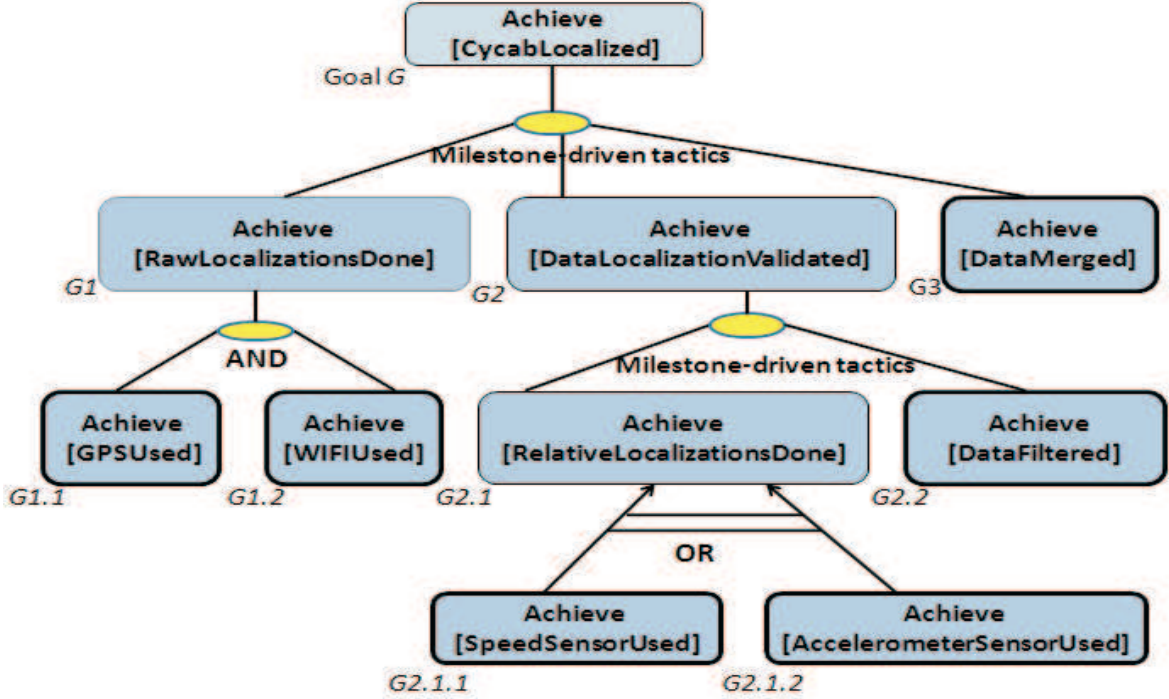 Achieve
[CycabLocalized]
Goal G
Milestone-driven tactics
Achieve
[RawLocalizationsDone]
G1
Achieve
[DataLocalizationValidated]
G2
Achieve
[DataMerged]
G3
AND
Milestone-driven tactics
Achieve
[GPSUsed]
G1.1
Achieve
[WIFIUsed]
G1.2
Achieve
[RelativeLocalizationsDone]
G2.1
Achieve
[DataFiltered]
G2.2
OR
Achieve
[SpeedSensorUsed]
G2.1.1
Achieve
[AccelerometerSensorUsed]
G2.1.2